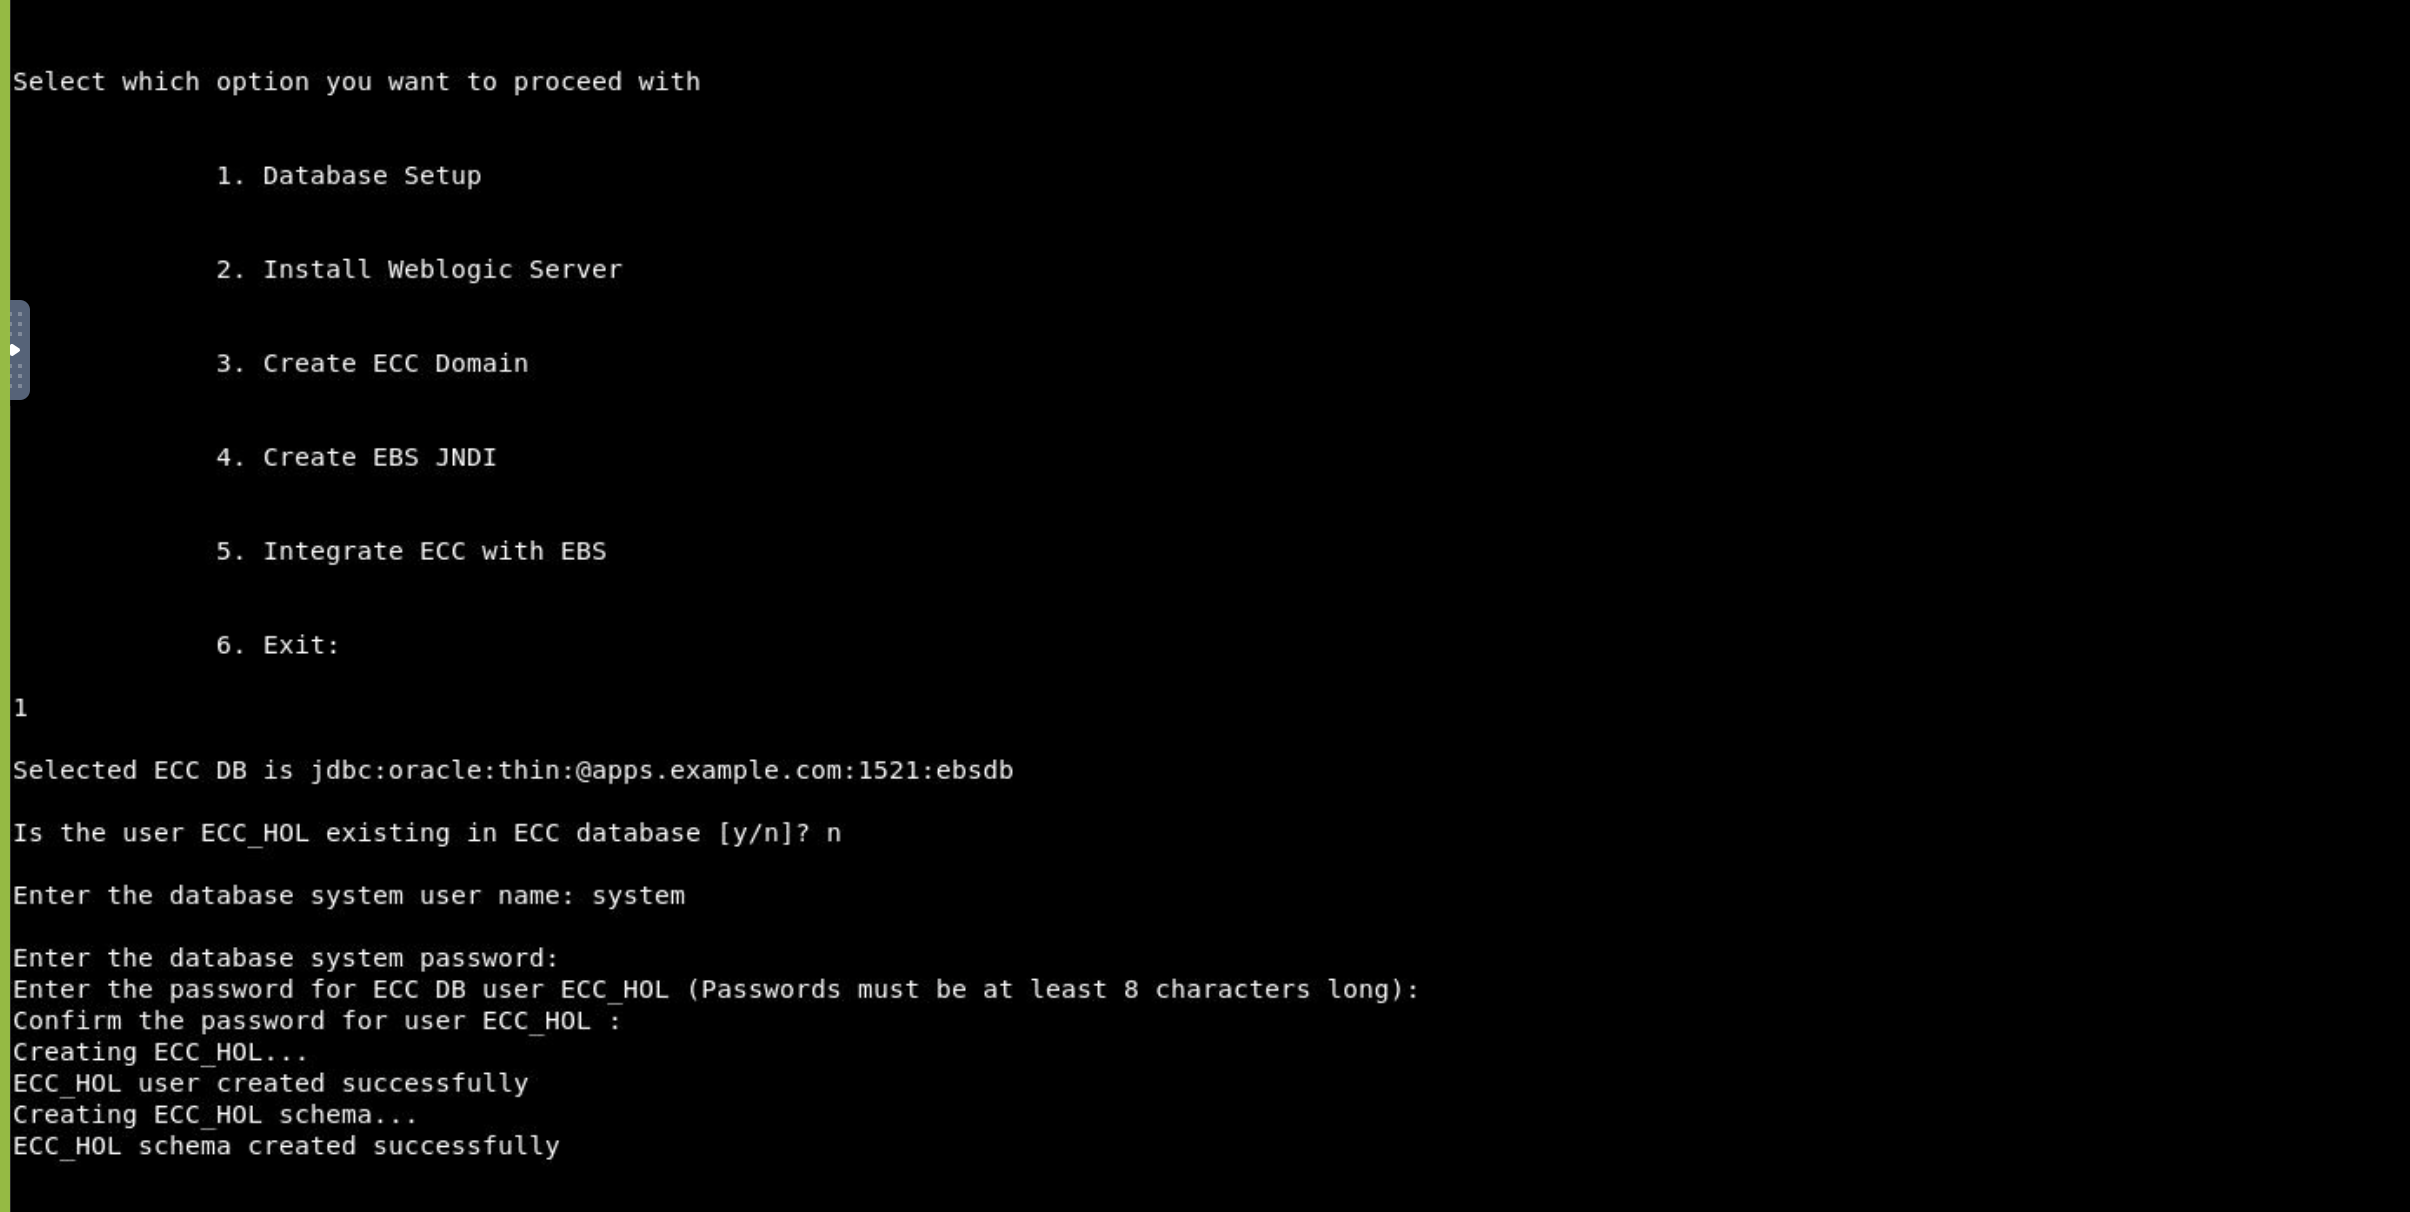 Select which option you want to proceed with
1. Database Setup
2. Install Weblogic Server
3. Create ECC Domain
4. Create EBS JNDI
5. Integrate ECC with EBS
6. Exit:
1
Selected ECC DB is jdbc:oracle:thin:@apps.example.com:1521:ebsdb
Is the user ECC_HOL existing in ECC database [y/n]? n
Enter the database system user name: system
Enter the database system password:
Enter the password for ECC DB user ECC_HOL (Passwords must be at least 8 characters long):
Confirm the password for user ECC_HOL :
Creating ECC_HOL...
ECC_HOL user created successfully
Creating ECC_HOL schema...
ECC_HOL schema created successfully